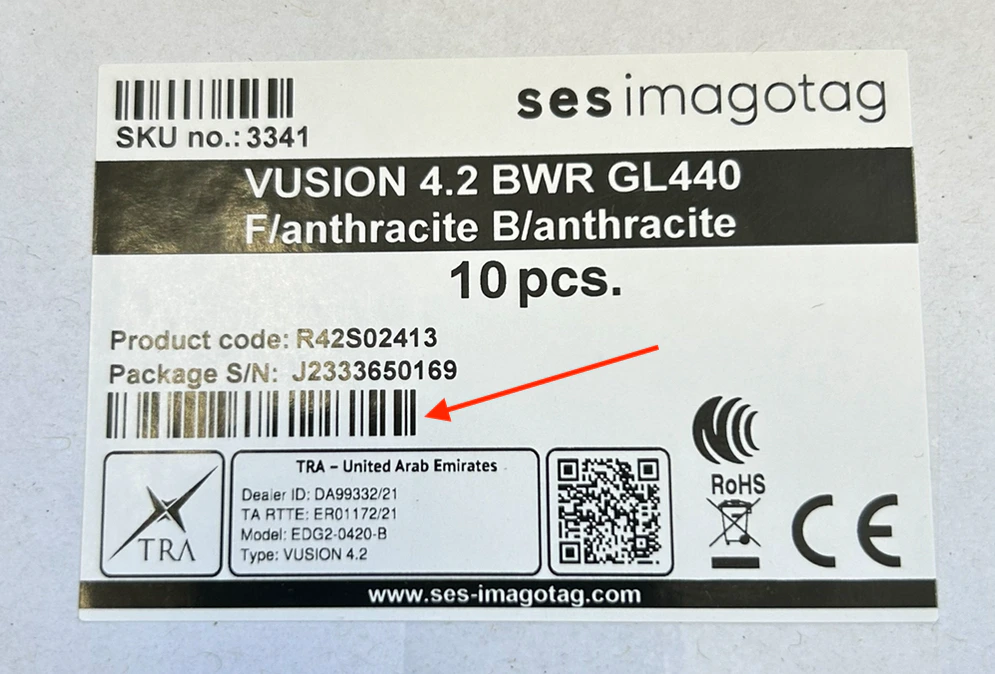 ses imagotag
SKU no.: 3341
VUSION 4.2 BWR GL440
F/anthracite B/anthracite
10 pcs.
Product code: R42S02413
Package S/N: J2333650169
TRA
TRA – United Arab Emirates
Dealer ID: DA99332/21
TA RTTE: ER01172/21
Model: EDG2-0420-B
Type: VUSION 4.2
RoHS
CE
www.ses-imagotag.com